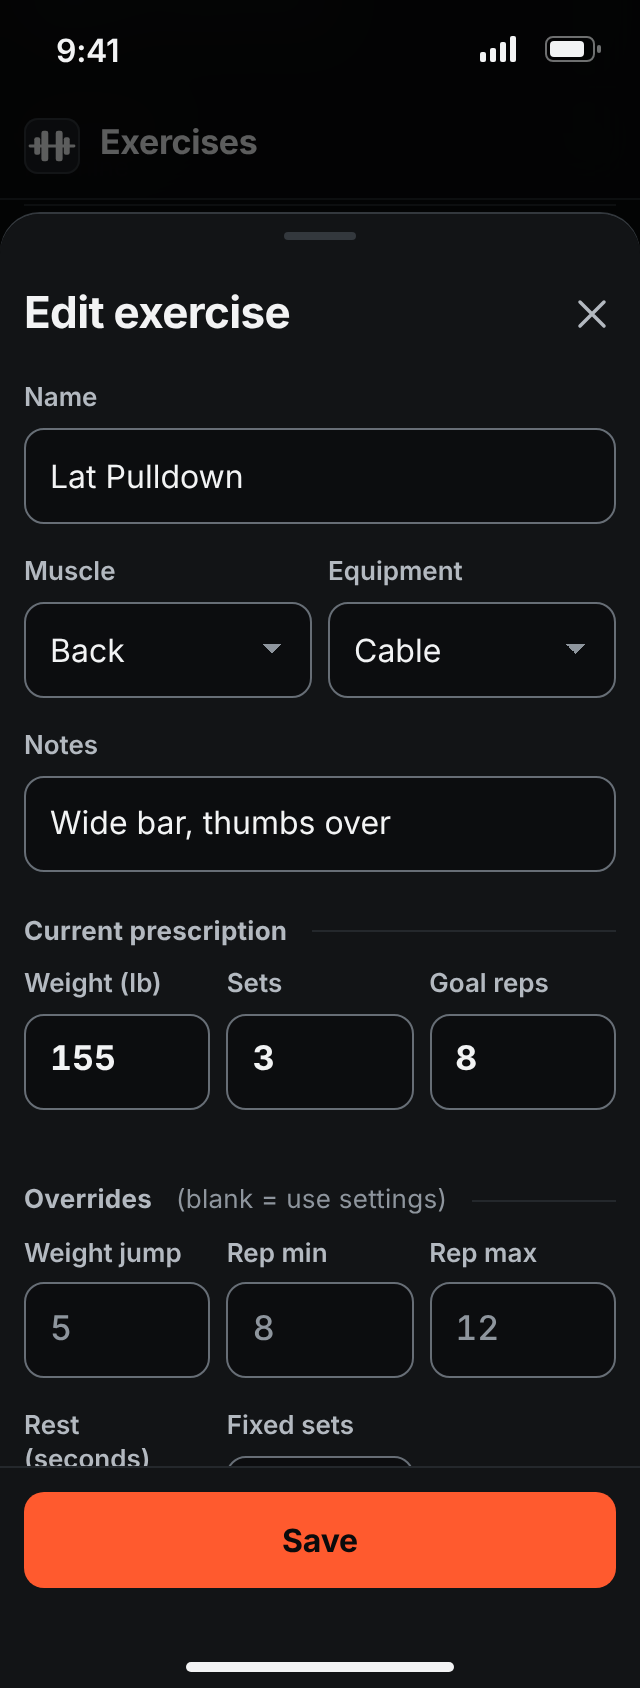 9:41
Exercises
Edit exercise
Name
Lat Pulldown
Muscle
Equipment
Back
Cable
Notes
Wide bar, thumbs over
Current prescription
Weight (lb)
Sets
Goal reps
155
3
8
Overrides (blank = use settings)
Weight jump
Rep min
Rep max
5
8
12
Rest
(seconds)
Fixed sets
Save